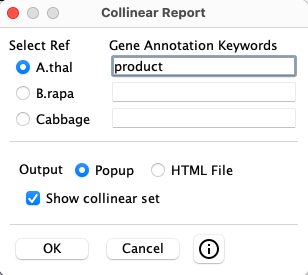 Collinear Report
Select Ref Gene Annotation Keywords
A.thal product
B.rapa
Cabbage
Output Popup HTML File
Show collinear set
OK Cancel